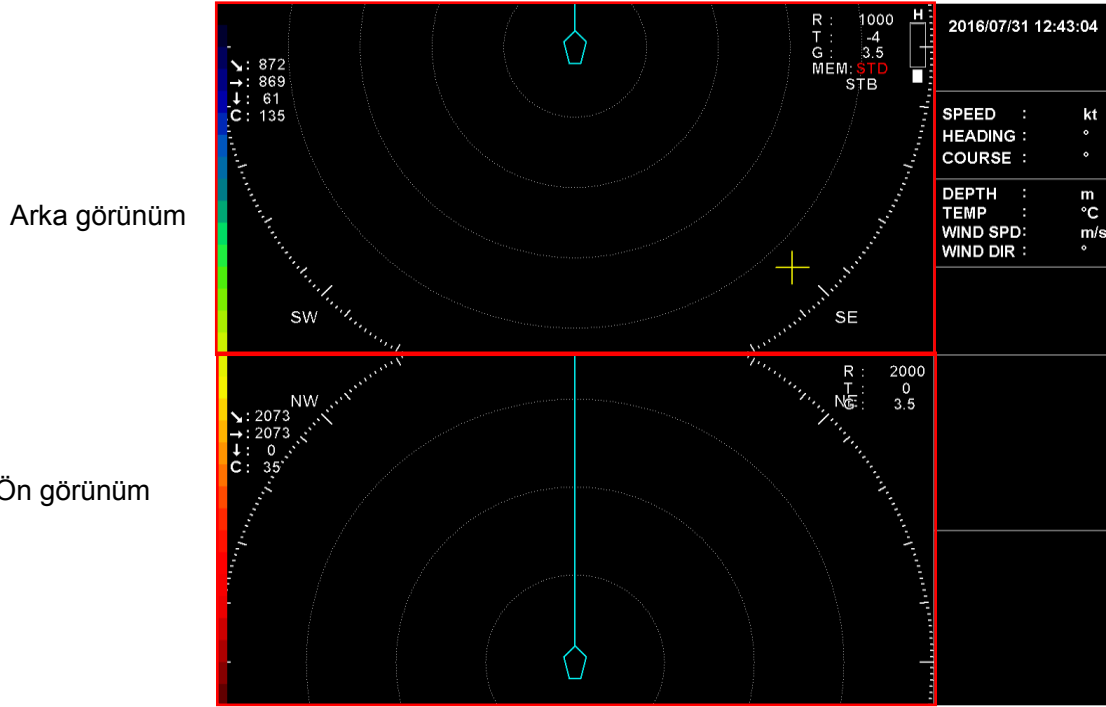 Arka görünüm
R : 1000
H
T : -4
G : 3.5
MEM: STD
STB
↘: 872
→: 869
↓: 61
C: 135
SW
SE
2016/07/31 12:43:04
SPEED : kt
HEADING : °
COURSE : °
DEPTH : m
TEMP : °C
WIND SPD: m/s
WIND DIR : °
Ön görünüm
R : 2000
T : 0
G : 3.5
NW
NE
↘: 2073
→: 2073
↓: 0
C: 35